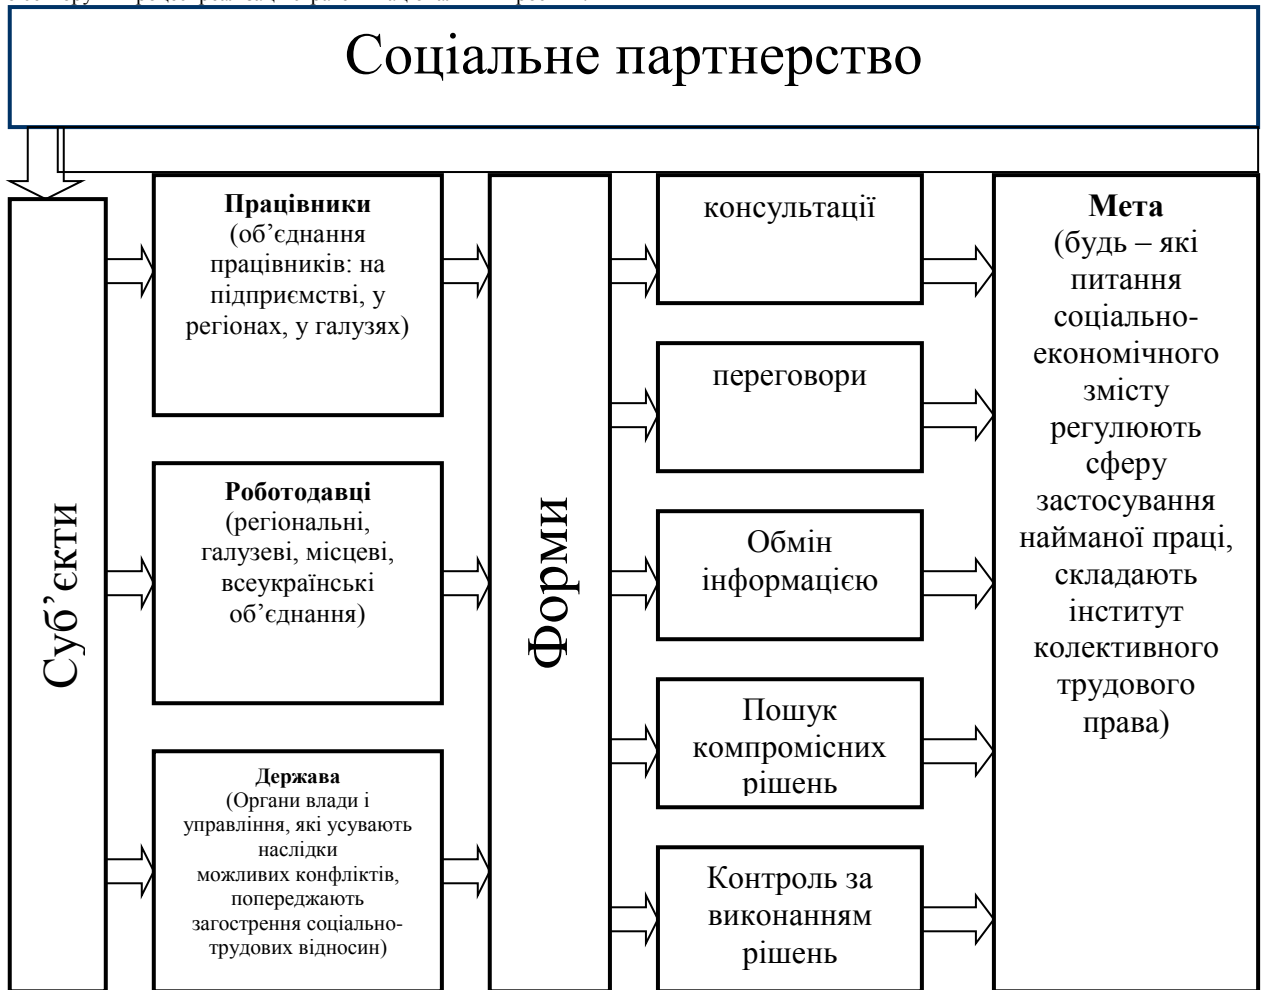 Соціальне партнерство
Суб’єкти
Працівники
(об’єднання
працівників: на
підприємстві, у
регіонах, у галузях)
Роботодавці
(регіональні,
галузеві, місцеві,
всеукраїнські
об’єднання)
Держава
(Органи влади і
управління, які усувають
наслідки
можливих конфліктів,
попереджають
загострення соціально-
трудових відносин)
Форми
консультації
переговори
Обмін
інформацією
Пошук
компромісних
рішень
Контроль за
виконанням
рішень
Мета
(будь – які
питання
соціально-
економічного
змісту
регулюють
сферу
застосування
найманої праці,
складають
інститут
колективного
трудового
права)